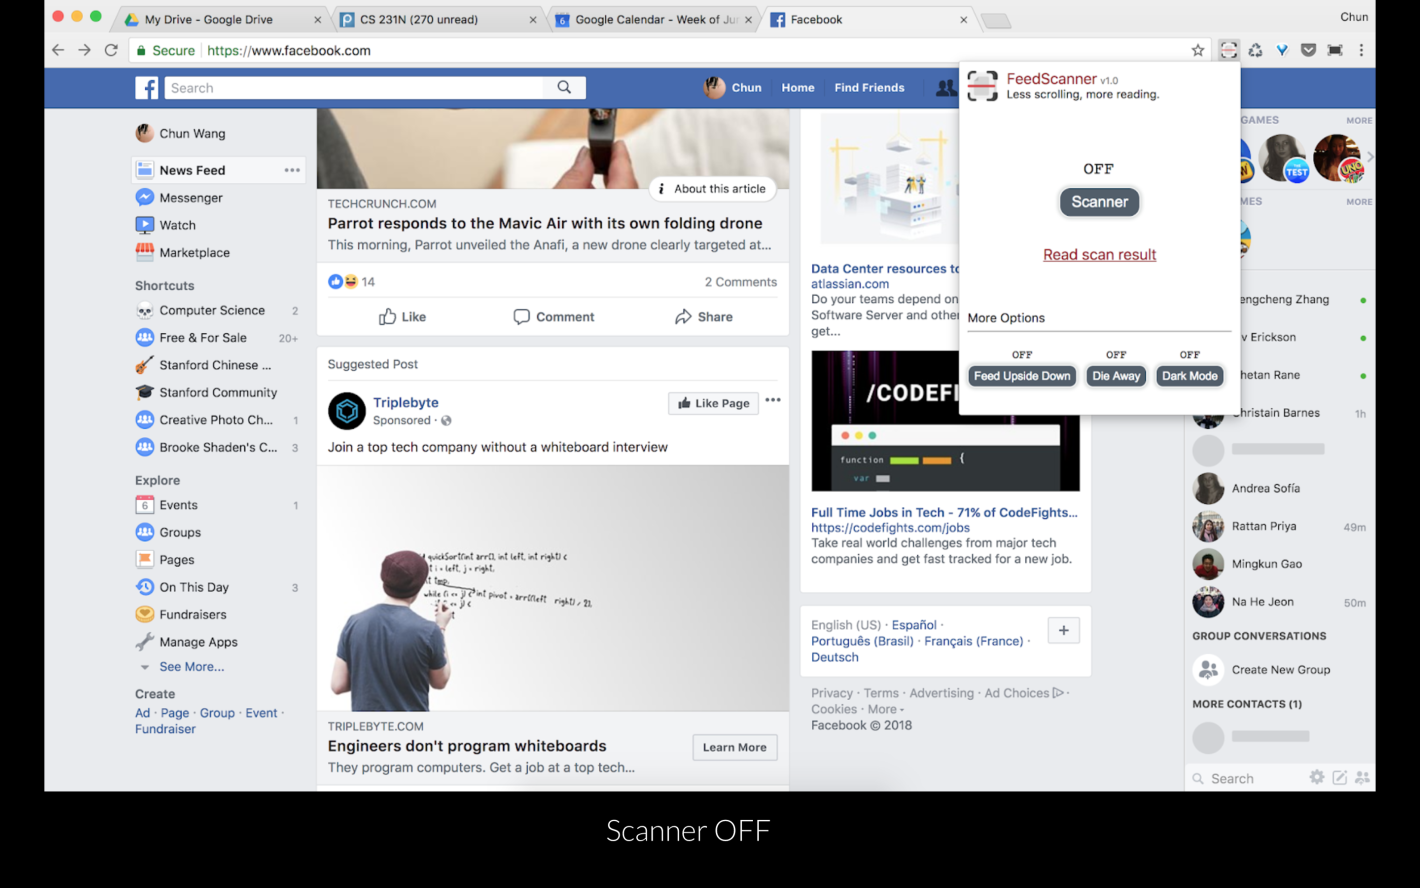 My Drive - Google Drive
CS 231N (270 unread)
Google Calendar - Week of Ju
Facebook
Chun
Secure
https://www.facebook.com
Search
Chun
Home
Find Friends
FeedScanner v1.0
Less scrolling, more reading.
OFF
Scanner
Read scan result
More Options
OFF
OFF
OFF
Feed Upside Down
Die Away
Dark Mode
Chun Wang
News Feed
Messenger
Watch
Marketplace
Shortcuts
Computer Science 2
Free & For Sale 20+
Stanford Chinese ...
Stanford Community
Creative Photo Ch... 1
Brooke Shaden's C... 3
Explore
Events 1
6
Groups
Pages
On This Day 3
Fundraisers
Manage Apps
See More...
Create
Ad · Page · Group · Event ·
Fundraiser
i About this article
TECHCRUNCH.COM
Parrot responds to the Mavic Air with its own folding drone
This morning, Parrot unveiled the Anafi, a new drone clearly targeted at...
14
2 Comments
Like
Comment
Share
Suggested Post
Triplebyte
Sponsored ·
Like Page
Join a top tech company without a whiteboard interview
quickSort(int arr[], int left, int right) {
t i = left, j = right;
t tmp;
int pivot = arr[(left right) / 2];
TRIPLEBYTE.COM
Engineers don't program whiteboards
They program computers. Get a job at a top tech...
Learn More
Data Center resources to
atlassian.com
Do your teams depend on
Software Server and other
get...
/CODEFI
function {
var
Full Time Jobs in Tech - 71% of CodeFights...
https://codefights.com/jobs
Take real world challenges from major tech
companies and get fast tracked for a new job.
English (US) · Español ·
Português (Brasil) · Français (France) ·
Deutsch
+
Privacy · Terms · Advertising · Ad Choices ·
Cookies · More
Facebook © 2018
GAMES
MORE
THE TEST
UNO
MES
MORE
engcheng Zhang
v Erickson
hetan Rane
Christain Barnes 1h
Andrea Sofía
Rattan Priya 49m
Mingkun Gao
Na He Jeon 50m
GROUP CONVERSATIONS
Create New Group
MORE CONTACTS (1)
Search
Scanner OFF